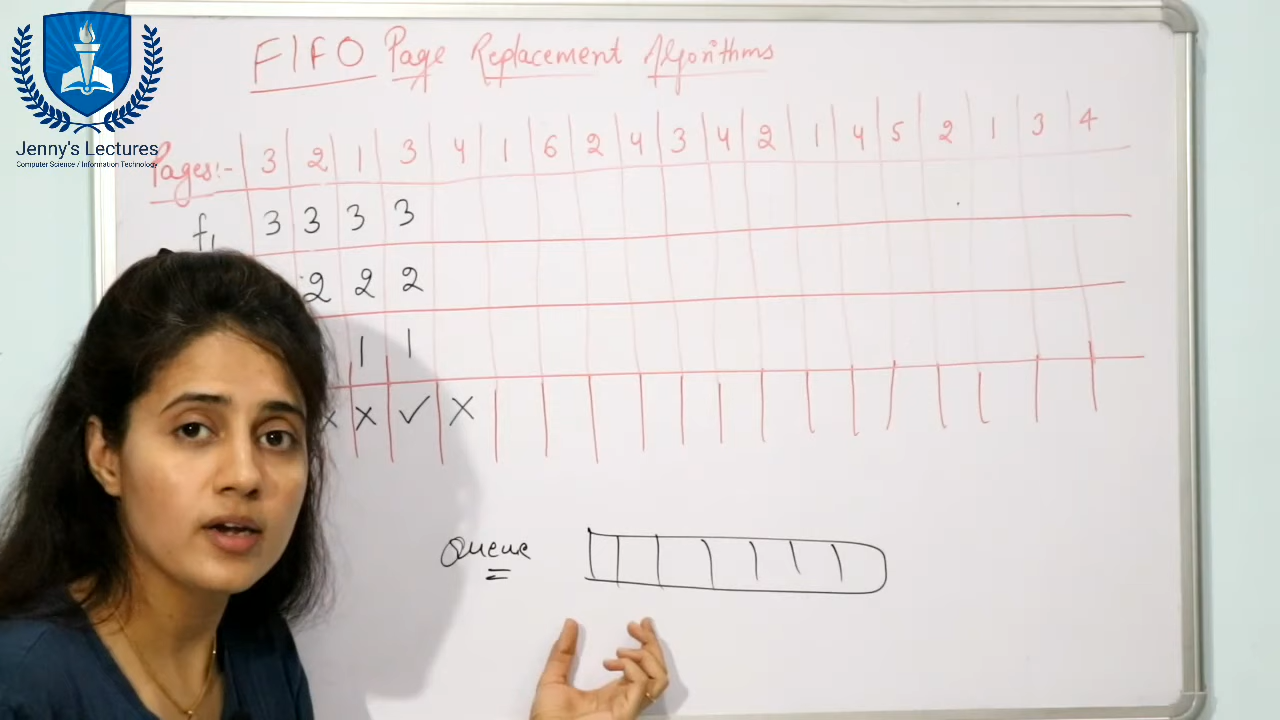 FIFO Page Replacement Algorithms
Jenny's Lectures
Computer Science / Information Technology
Pages:- 3 2 1 3 4 1 6 2 4 3 4 2 1 4 5 2 1 3 4
f1 3 3 3 3
2 2 2
1 1
x x ✓ x
Queue